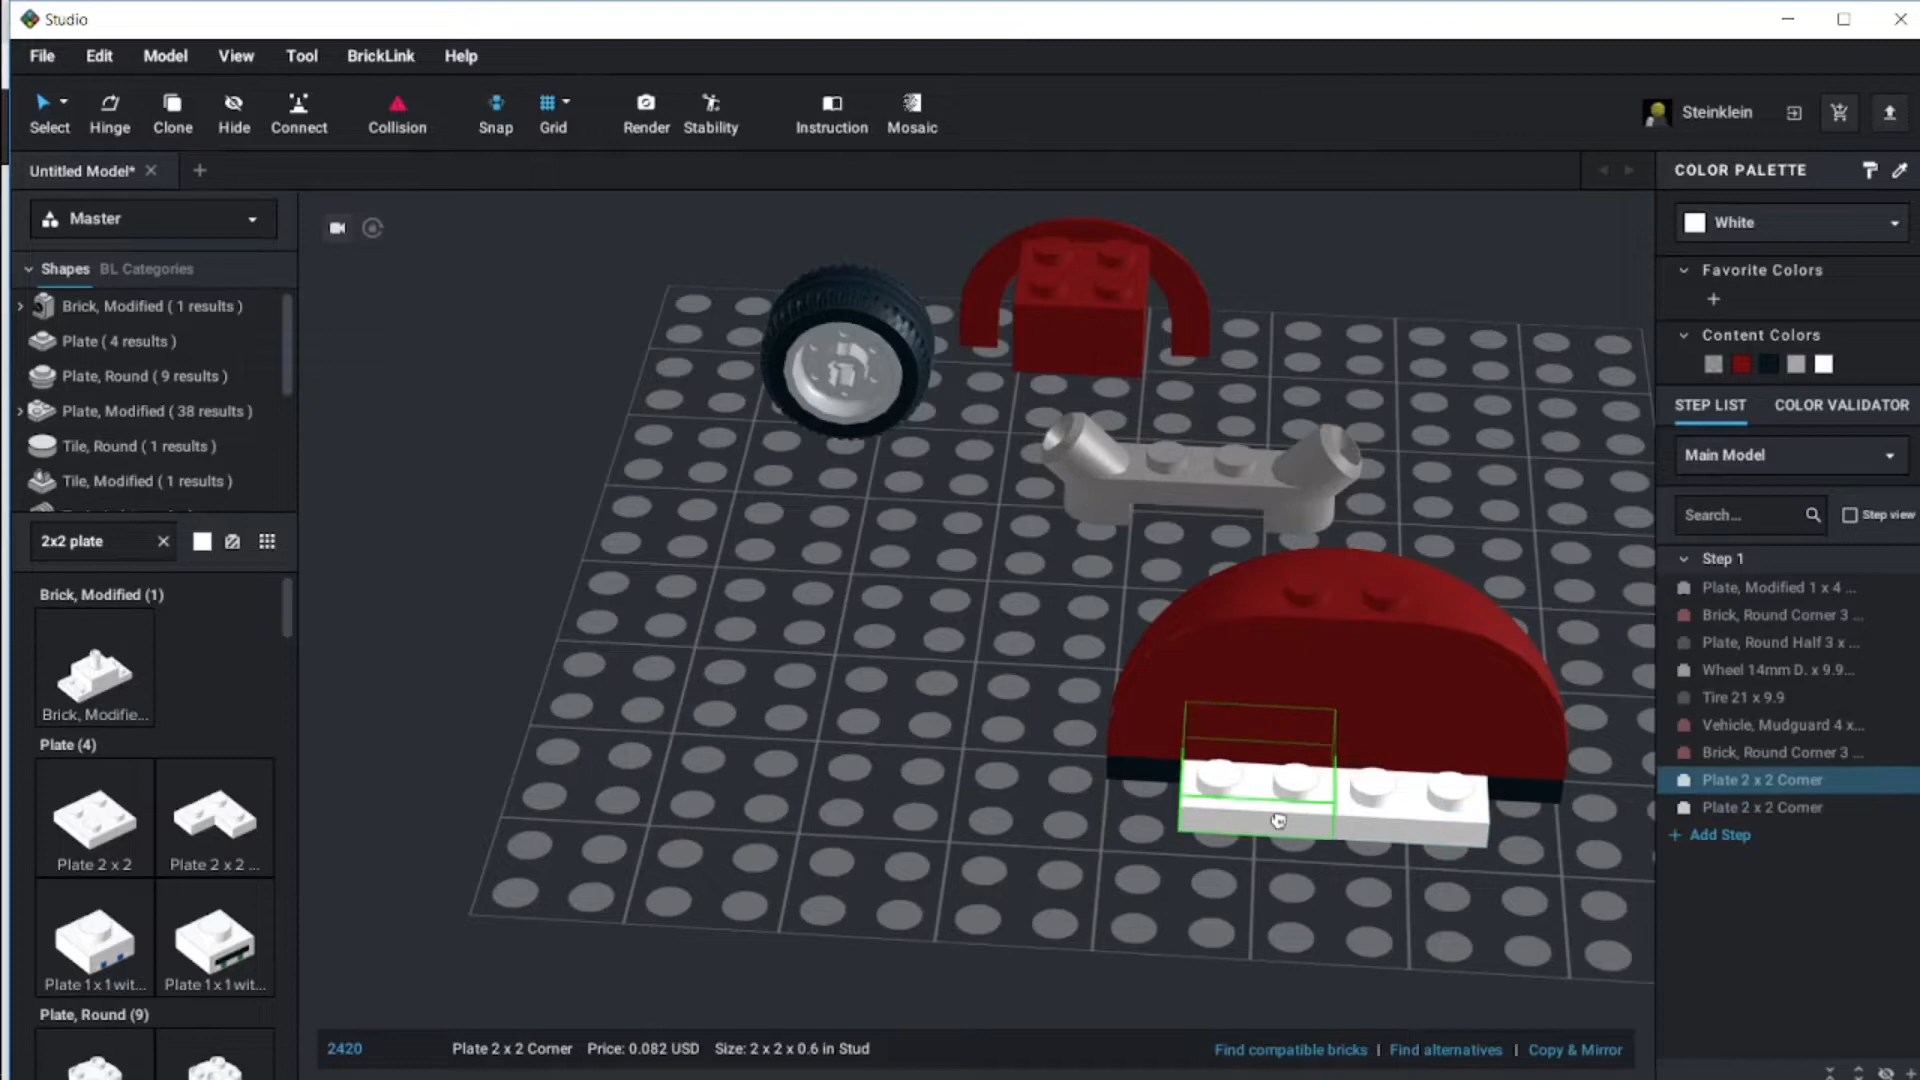 Studio
File Edit Model View Tool BrickLink Help
Select Hinge Clone Hide Connect Collision Snap Grid Render Stability Instruction Mosaic
Steinklein
Untitled Model*
COLOR PALETTE
Master
White
Shapes BL Categories
Favorite Colors
Brick, Modified ( 1 results )
Plate ( 4 results )
Content Colors
Plate, Round ( 9 results )
Plate, Modified ( 38 results )
STEP LIST COLOR VALIDATOR
Tile, Round ( 1 results )
Main Model
Tile, Modified ( 1 results )
Search... Step view
2x2 plate
Step 1
Plate, Modified 1 x 4 ...
Brick, Round Corner 3 ...
Plate, Round Half 3 x ...
Wheel 14mm D. x 9.9...
Tire 21 x 9.9
Vehicle, Mudguard 4 x...
Brick, Round Corner 3 ...
Plate 2 x 2 Corner
Plate 2 x 2 Corner
+ Add Step
Brick, Modified (1)
Brick, Modifie...
Plate (4)
Plate 2 x 2 Plate 2 x 2 ...
Plate 1 x 1 wit... Plate 1 x 1 wit...
Plate, Round (9)
2420 Plate 2 x 2 Corner Price: 0.082 USD Size: 2 x 2 x 0.6 in Stud Find compatible bricks | Find alternatives | Copy & Mirror